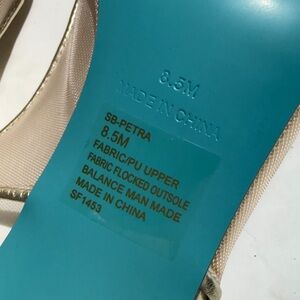 8.5M
MADE IN CHINA
SB-PETRA
8.5M
FABRIC/PU UPPER
FABRIC FLOCKED OUTSOLE
BALANCE MAN MADE
MADE IN CHINA
SF1453